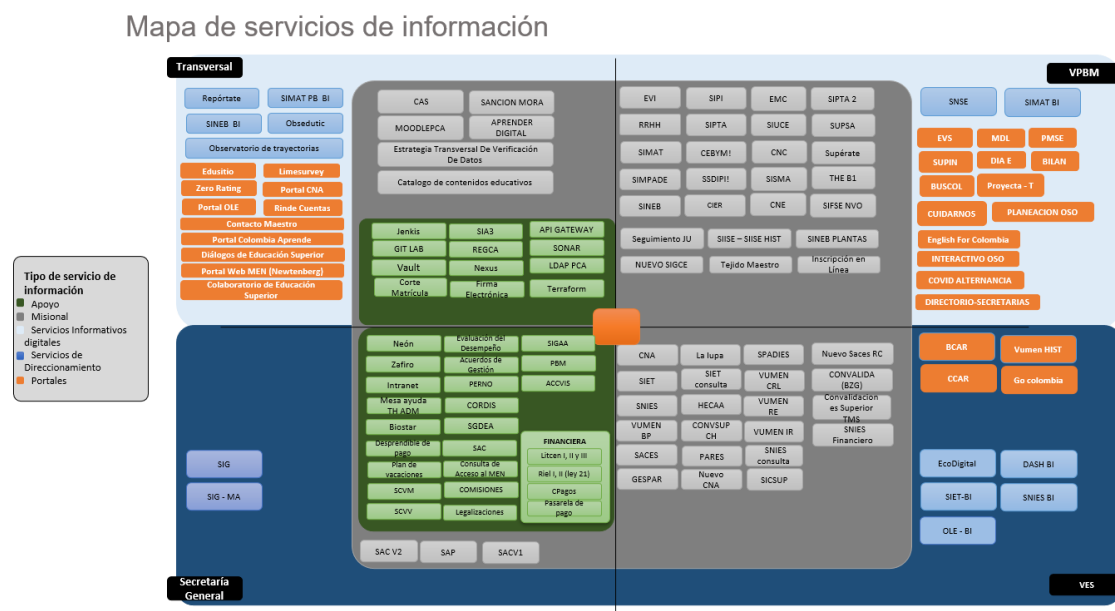 Mapa de servicios de información
Transversal
VPBM
Repórtate
SIMAT PB BI
SINEB BI
Obsedutic
Observatorio de trayectorias
Edusitio
Limesurvey
Zero Rating
Portal CNA
Portal OLE
Rinde Cuentas
Contacto Maestro
Portal Colombia Aprende
Diálogos de Educación Superior
Portal Web MEN (Newtenberg)
Colaboratorio de Educación
Superior
CAS
SANCION MORA
MOODLEPCA
APRENDER
DIGITAL
Estrategia Transversal De Verificación
De Datos
Catalogo de contenidos educativos
Jenkis
SIA3
API GATEWAY
GIT LAB
REGCA
SONAR
Vault
Nexus
LDAP PCA
Corte
Matrícula
Firma
Electrónica
Terraform
EVI
SIPI
EMC
SIPTA 2
RRHH
SIPTA
SIUCE
SUPSA
SIMAT
CEBYM!
CNC
Supérate
SIMPADE
SSDIPI!
SISMA
THE B1
SINEB
CIER
CNE
SIFSE NVO
Seguimiento JU
SIISE – SIISE HIST
SINEB PLANTAS
NUEVO SIGCE
Tejido Maestro
Inscripción en
Línea
SNSE
SIMAT BI
EVS
MDL
PMSE
SUPIN
DIA E
BILAN
BUSCOL
Proyecta - T
CUIDARNOS
PLANEACION OSO
English For Colombia
INTERACTIVO OSO
COVID ALTERNANCIA
DIRECTORIO-SECRETARIAS
Tipo de servicio de
información
Apoyo
Misional
Servicios Informativos
digitales
Servicios de
Direccionamiento
Portales
SIG
SIG - MA
Secretaría
General
Neón
Evaluación del
Desempeño
SIGAA
Zafiro
Acuerdos de
Gestión
PBM
Intranet
PERNO
ACCVIS
Mesa ayuda
TH ADM
CORDIS
Biostar
SGDEA
Desprendible de
pago
SAC
Plan de
vacaciones
Consulta de
Acceso al MEN
SCVM
COMISIONES
SCVV
Legalizaciones
FINANCIERA
Litcen I, II y III
Riel I, II (ley 21)
CPagos
Pasarela de
pago
SAC V2
SAP
SACV1
CNA
La lupa
SPADIES
Nuevo Saces RC
SIET
SIET
consulta
VUMEN
CRL
CONVALIDA
(BZG)
SNIES
HECAA
VUMEN
RE
Convalidacion
es Superior
TMS
VUMEN
BP
CONVSUP
CH
VUMEN IR
SNIES
Financiero
SACES
PARES
SNIES
consulta
GESPAR
Nuevo
CNA
SICSUP
BCAR
Vumen HIST
CCAR
Go colombia
EcoDigital
DASH BI
SIET-BI
SNIES BI
OLE - BI
VES